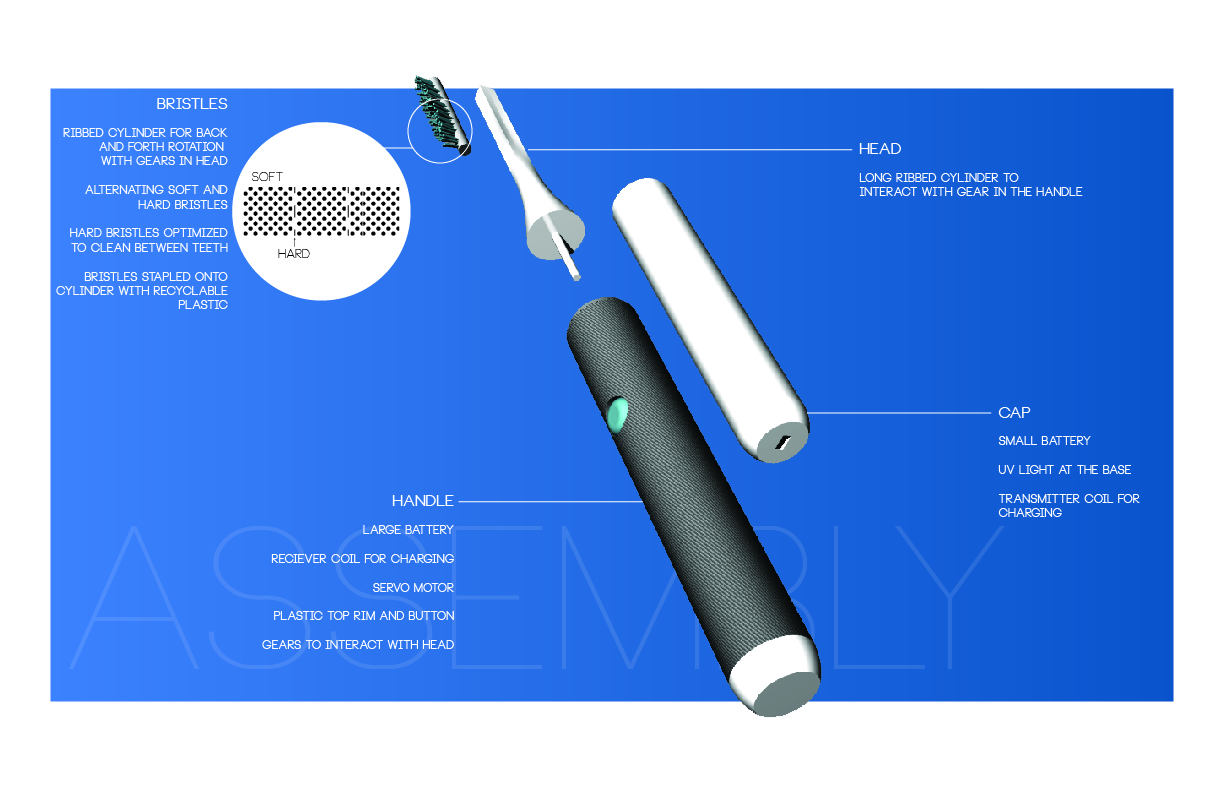 BRISTLES
RIBBED CYLINDER FOR BACK
AND FORTH ROTATION
WITH GEARS IN HEAD
ALTERNATING SOFT AND
HARD BRISTLES
HARD BRISTLES OPTIMIZED
TO CLEAN BETWEEN TEETH
BRISTLES STAPLED ONTO
CYLINDER WITH RECYCLABLE
PLASTIC
SOFT
HARD
HEAD
LONG RIBBED CYLINDER TO
INTERACT WITH GEAR IN THE HANDLE
CAP
SMALL BATTERY
UV LIGHT AT THE BASE
TRANSMITTER COIL FOR
CHARGING
HANDLE
LARGE BATTERY
RECIEVER COIL FOR CHARGING
SERVO MOTOR
PLASTIC TOP RIM AND BUTTON
GEARS TO INTERACT WITH HEAD
ASSEMBLY